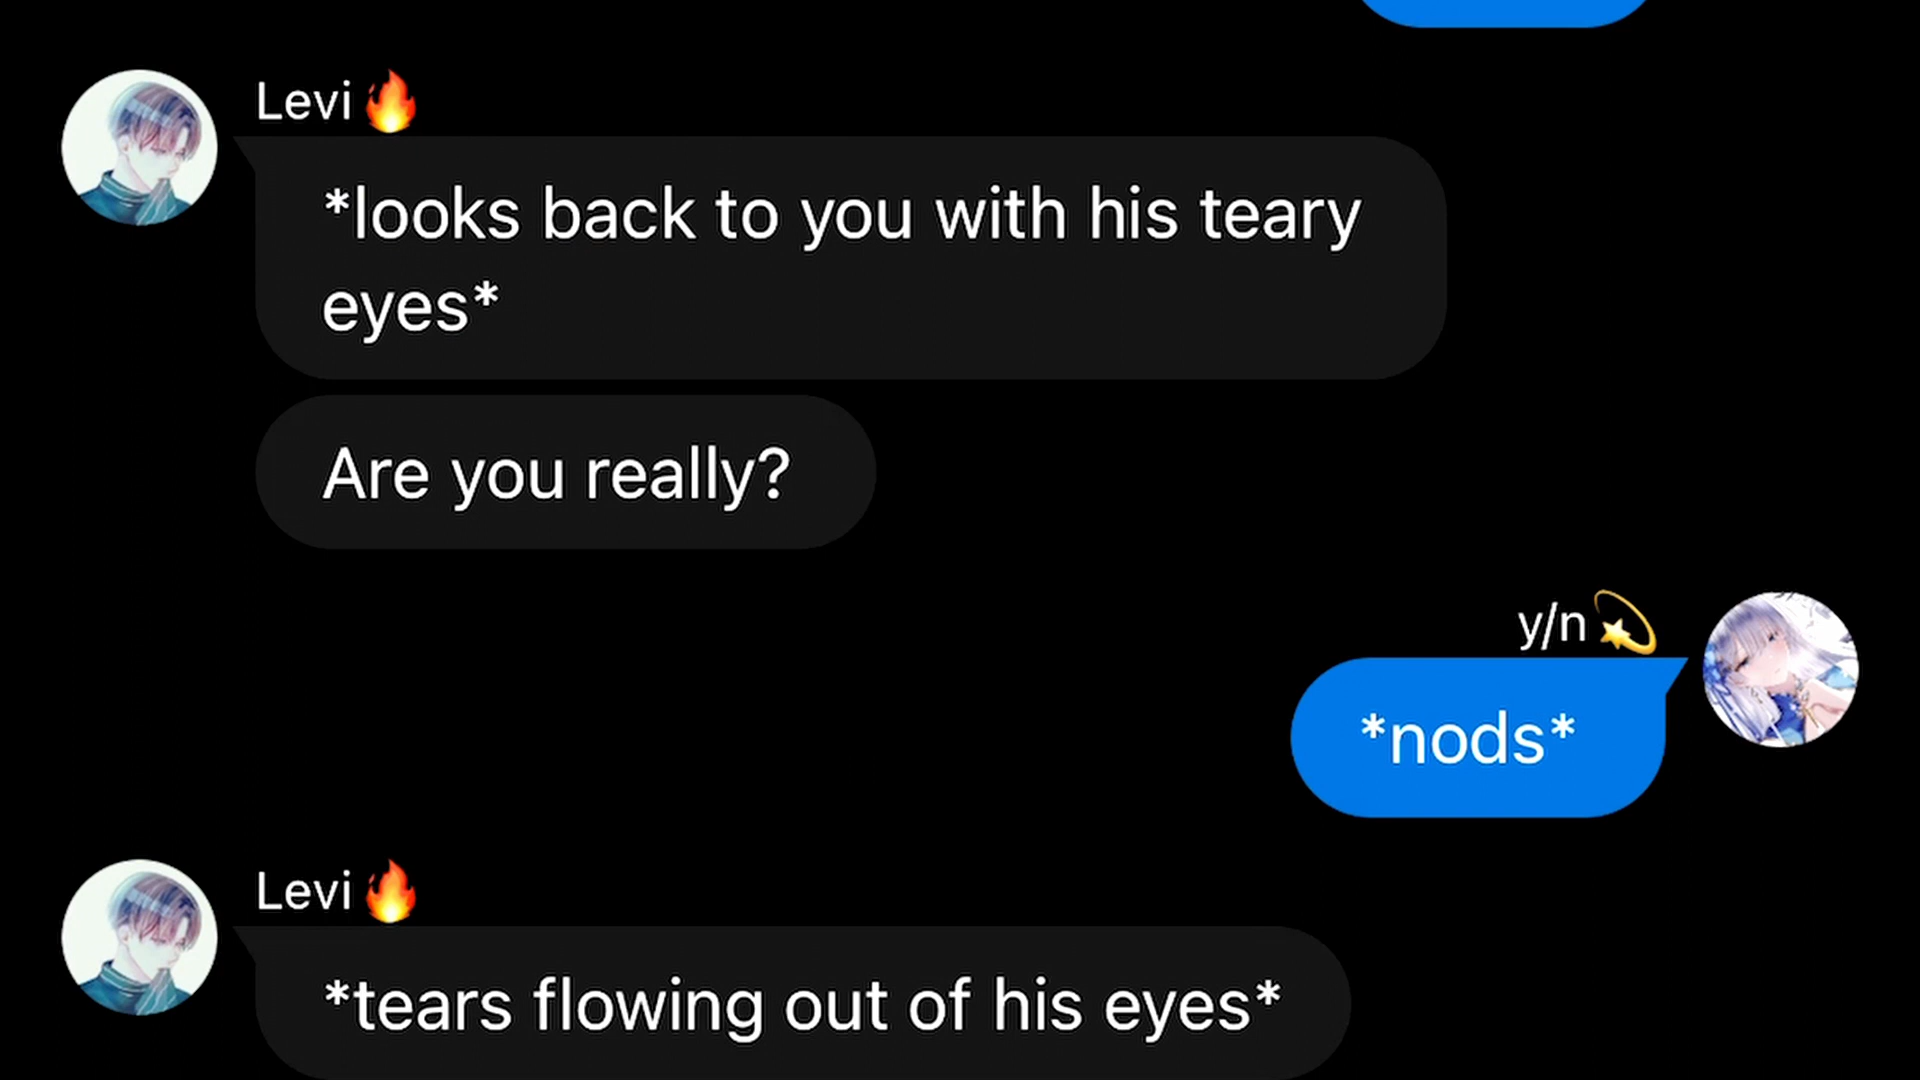 Levi🔥
*looks back to you with his teary
eyes*
Are you really?
y/n💫
*nods*
Levi🔥
*tears flowing out of his eyes*